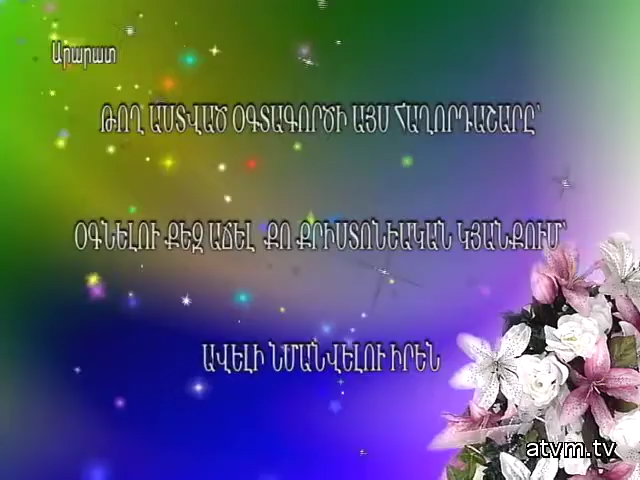 Արարատ
ԹՈՂ ԱՍՏՎԱԾ ՕԳՏԱԳՈՐԾԻ ԱՅՍ ՀԱՂՈՐԴԱՇԱՐԸ՝
ՕԳՆԵԼՈՒ ՔԵԶ ԱՃԵԼ ՔՈ ՔՐԻՍՏՈՆԵԱԿԱՆ ԿՅԱՆՔՈՒՄ՝
ԱՎԵԼԻ ՆՄԱՆՎԵԼՈՒ ԻՐԵՆ
atvm.tv